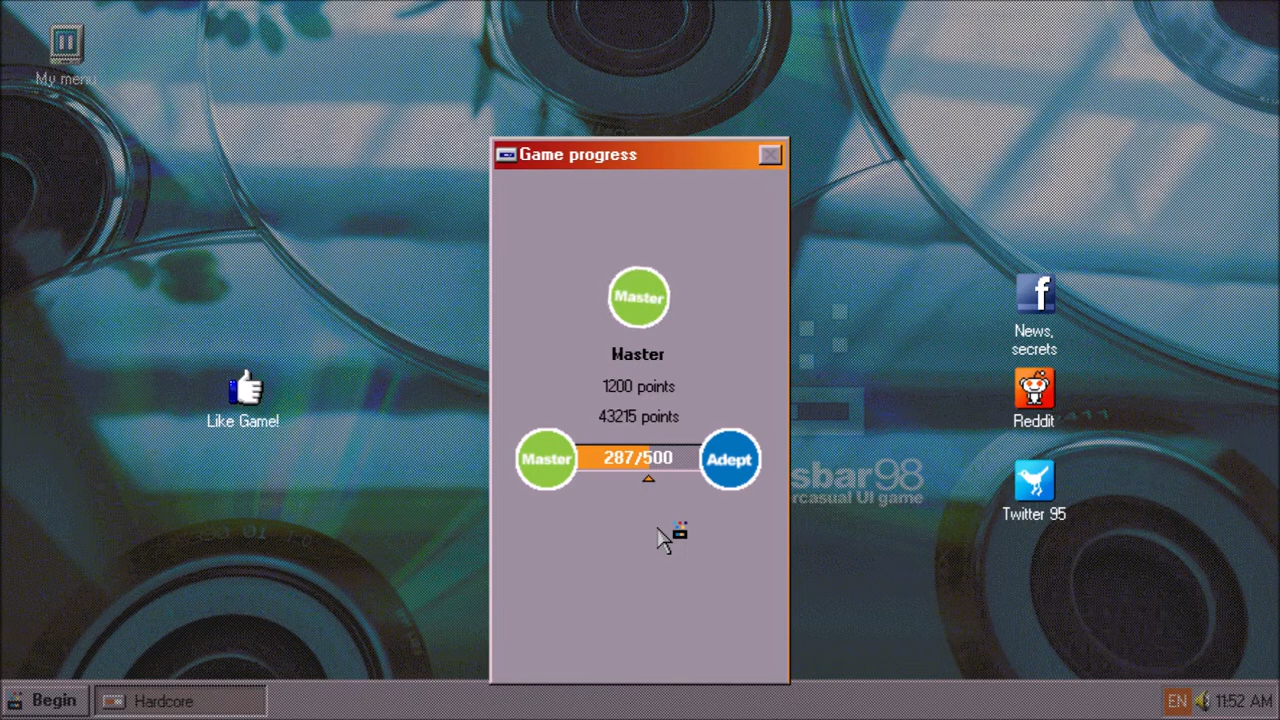 My menu
Game progress
Master
Master
1200 points
43215 points
Master
287/500
Adept
Like Game!
News,
secrets
Reddit
Twitter 95
sbar98
rcasual UI game
Begin
Hardcore
EN
11:52 AM